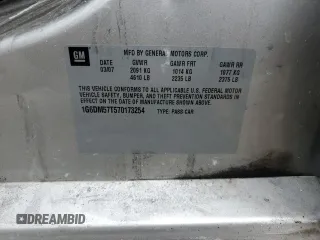 GM
MFD BY GENERAL MOTORS CORP.
DATE GVWR GAWR FRT GAWR RR
03/07 2091 KG 1014 KG 1077 KG
4610 LB 2235 LB 2375 LB
THIS VEHICLE CONFORMS TO ALL APPLICABLE U.S. FEDERAL MOTOR
VEHICLE SAFETY, BUMPER, AND THEFT PREVENTION STANDARDS
IN EFFECT ON THE DATE OF MANUFACTURE SHOWN ABOVE.
1G6DM57T570173254 TYPE: PASS CAR
DREAMBID